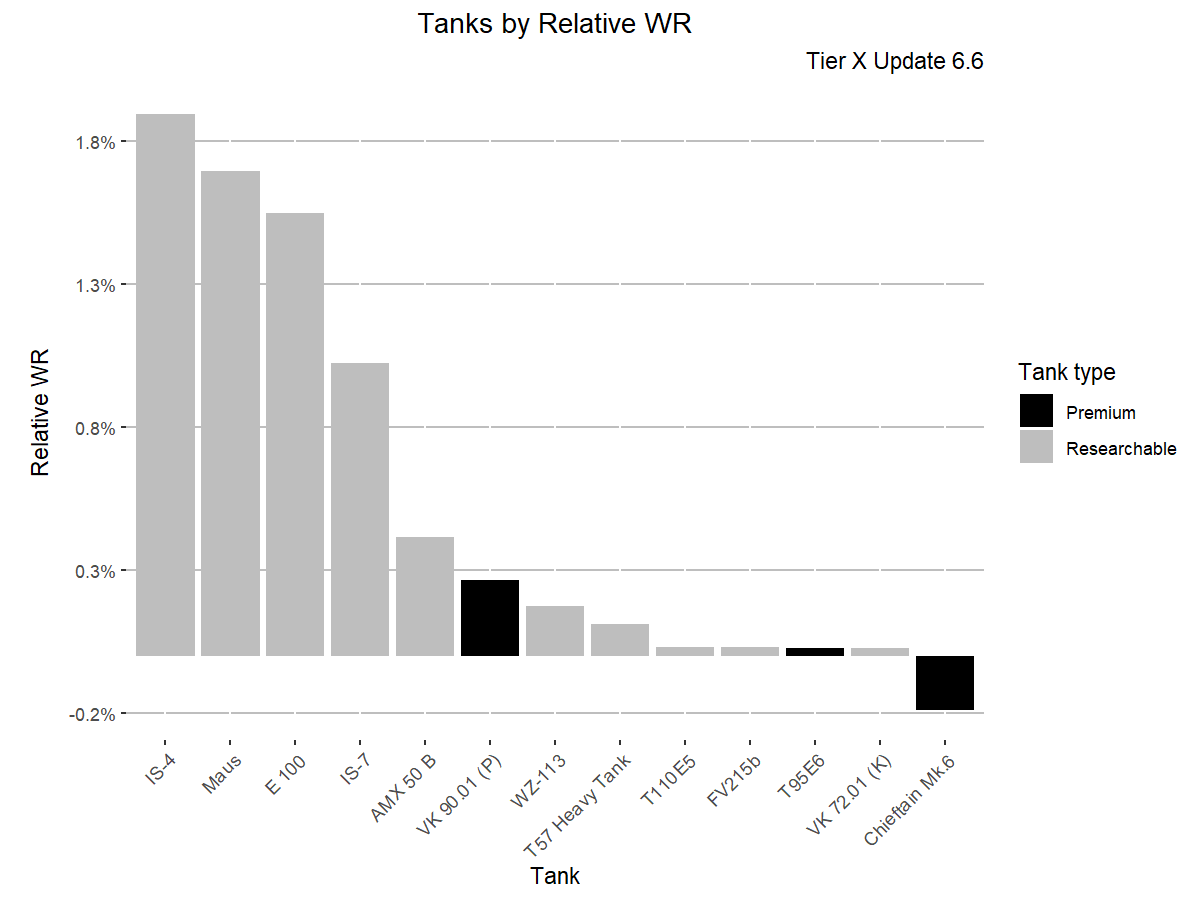 Tanks by Relative WR
Tier X Update 6.6
1.8%
1.3%
0.8%
0.3%
-0.2%
Relative WR
IS-4
Maus
E 100
IS-7
AMX 50 B
VK 90.01 (P)
WZ-113
T57 Heavy Tank
T110E5
FV215b
T95E6
VK 72.01 (K)
Chieftain Mk.6
Tank
Tank type
Premium
Researchable